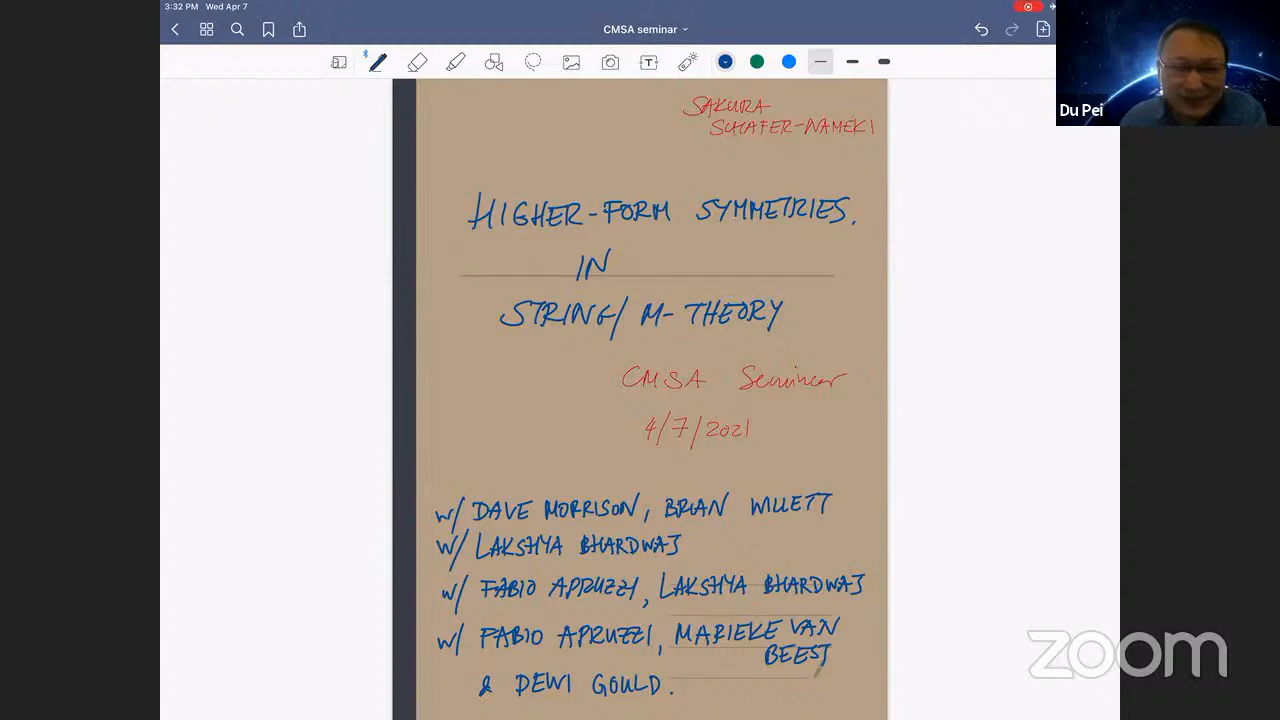 3:32 PM Wed Apr 7
CMSA seminar
T
Du Pei
SAKURA
SCHAFER-NAMEKI
HIGHER-FORM SYMMETRIES.
IN
STRING/ M-THEORY
CMSA Seminar
4/7/2021
w/ DAVE MORRISON, BRIAN WILLETT
w/ LAKSHYA BHARDWAJ
w/ FABIO APRUZZI, LAKSHYA BHARDWAJ
w/ FABIO APRUZZI, MARIEKE VAN
BEEST
& DEWI GOULD.
zoom